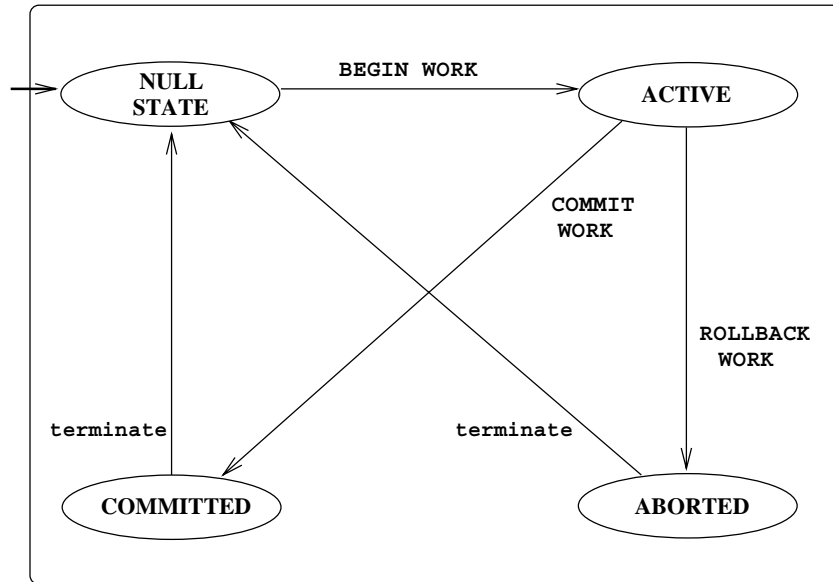 NULL
STATE
BEGIN WORK
ACTIVE
COMMIT
WORK
ROLLBACK
WORK
terminate
terminate
COMMITTED
ABORTED